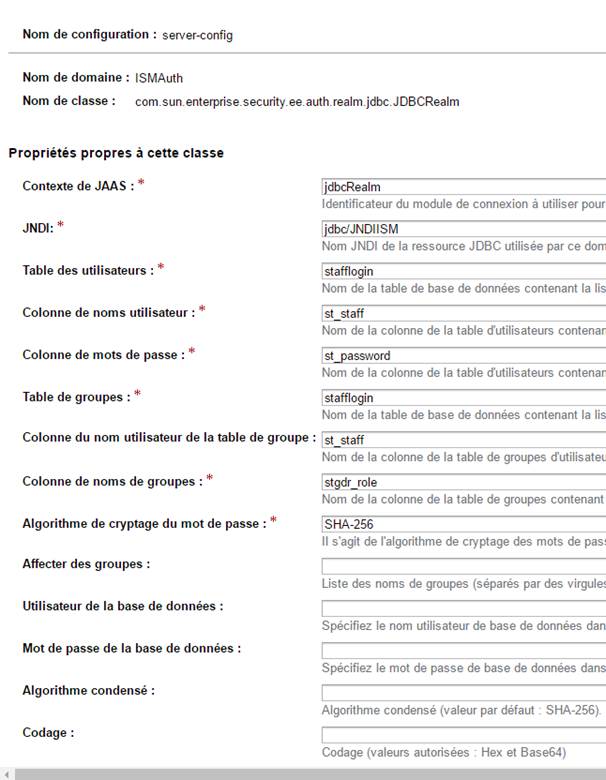 Nom de configuration : server-config
Nom de domaine : ISMAuth
Nom de classe : com.sun.enterprise.security.ee.auth.realm.jdbc.JDBCRealm
Propriétés propres à cette classe
Contexte de JAAS : * jdbcRealm
Identificateur du module de connexion à utiliser pour
JNDI: * jdbc/JNDIISM
Nom JNDI de la ressource JDBC utilisée par ce dom
Table des utilisateurs : * stafflogin
Nom de la table de base de données contenant la lis
Colonne de noms utilisateur : * st_staff
Nom de la colonne de la table d'utilisateurs contenan
Colonne de mots de passe : * st_password
Nom de la colonne de la table d'utilisateurs contenan
Table de groupes : * stafflogin
Nom de la table de base de données contenant la lis
Colonne du nom utilisateur de la table de groupe : st_staff
Nom de la colonne de la table de groupes d'utilisateu
Colonne de noms de groupes : * stgdr_role
Nom de la colonne de la table de groupes contenant
Algorithme de cryptage du mot de passe : * SHA-256
Il s'agit de l'algorithme de cryptage des mots de pas
Affecter des groupes :
Liste des noms de groupes (séparés par des virgules
Utilisateur de la base de données :
Spécifiez le nom utilisateur de base de données dan
Mot de passe de la base de données :
Spécifiez le mot de passe de base de données dans
Algorithme condensé :
Algorithme condensé (valeur par défaut : SHA-256).
Codage :
Codage (valeurs autorisées : Hex et Base64)